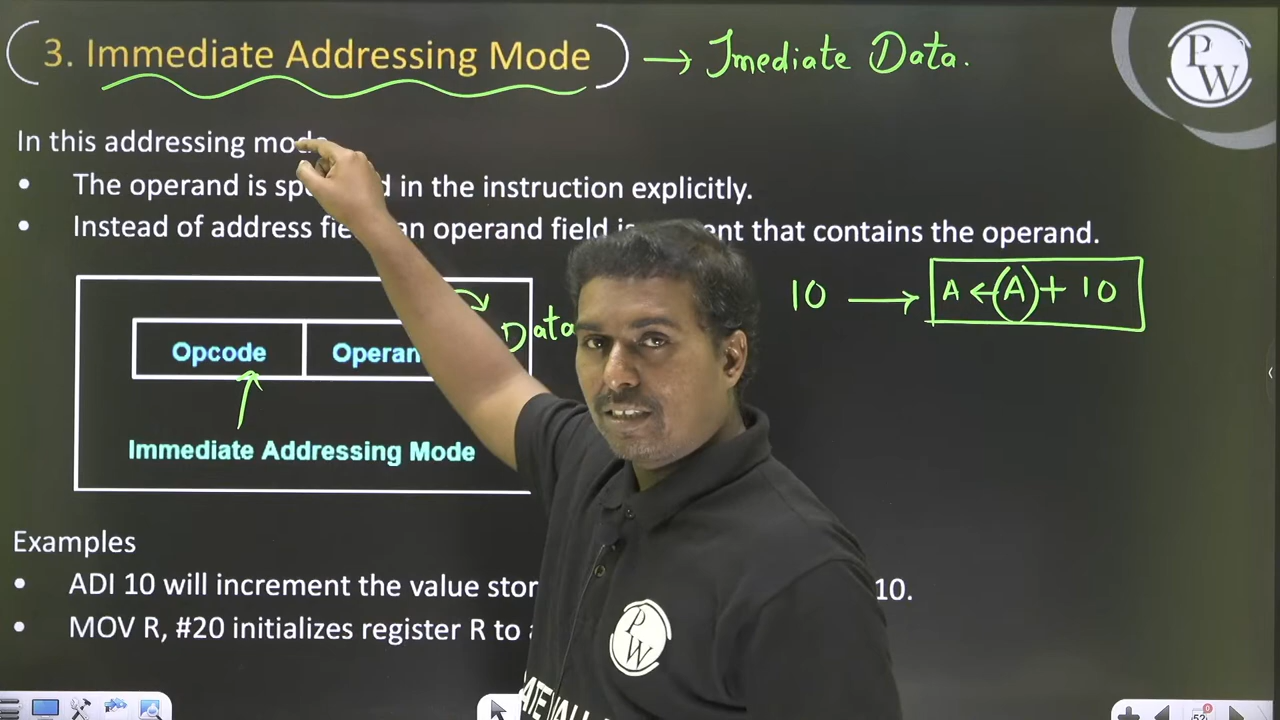 3. Immediate Addressing Mode → Imediate Data.
PW
In this addressing mode
The operand is sp d in the instruction explicitly.
Instead of address fie an operand field is ent that contains the operand.
10 → A ← (A) + 10
Data
Opcode Operan
Immediate Addressing Mode
Examples
ADI 10 will increment the value stor 10.
MOV R, #20 initializes register R to
PW
52